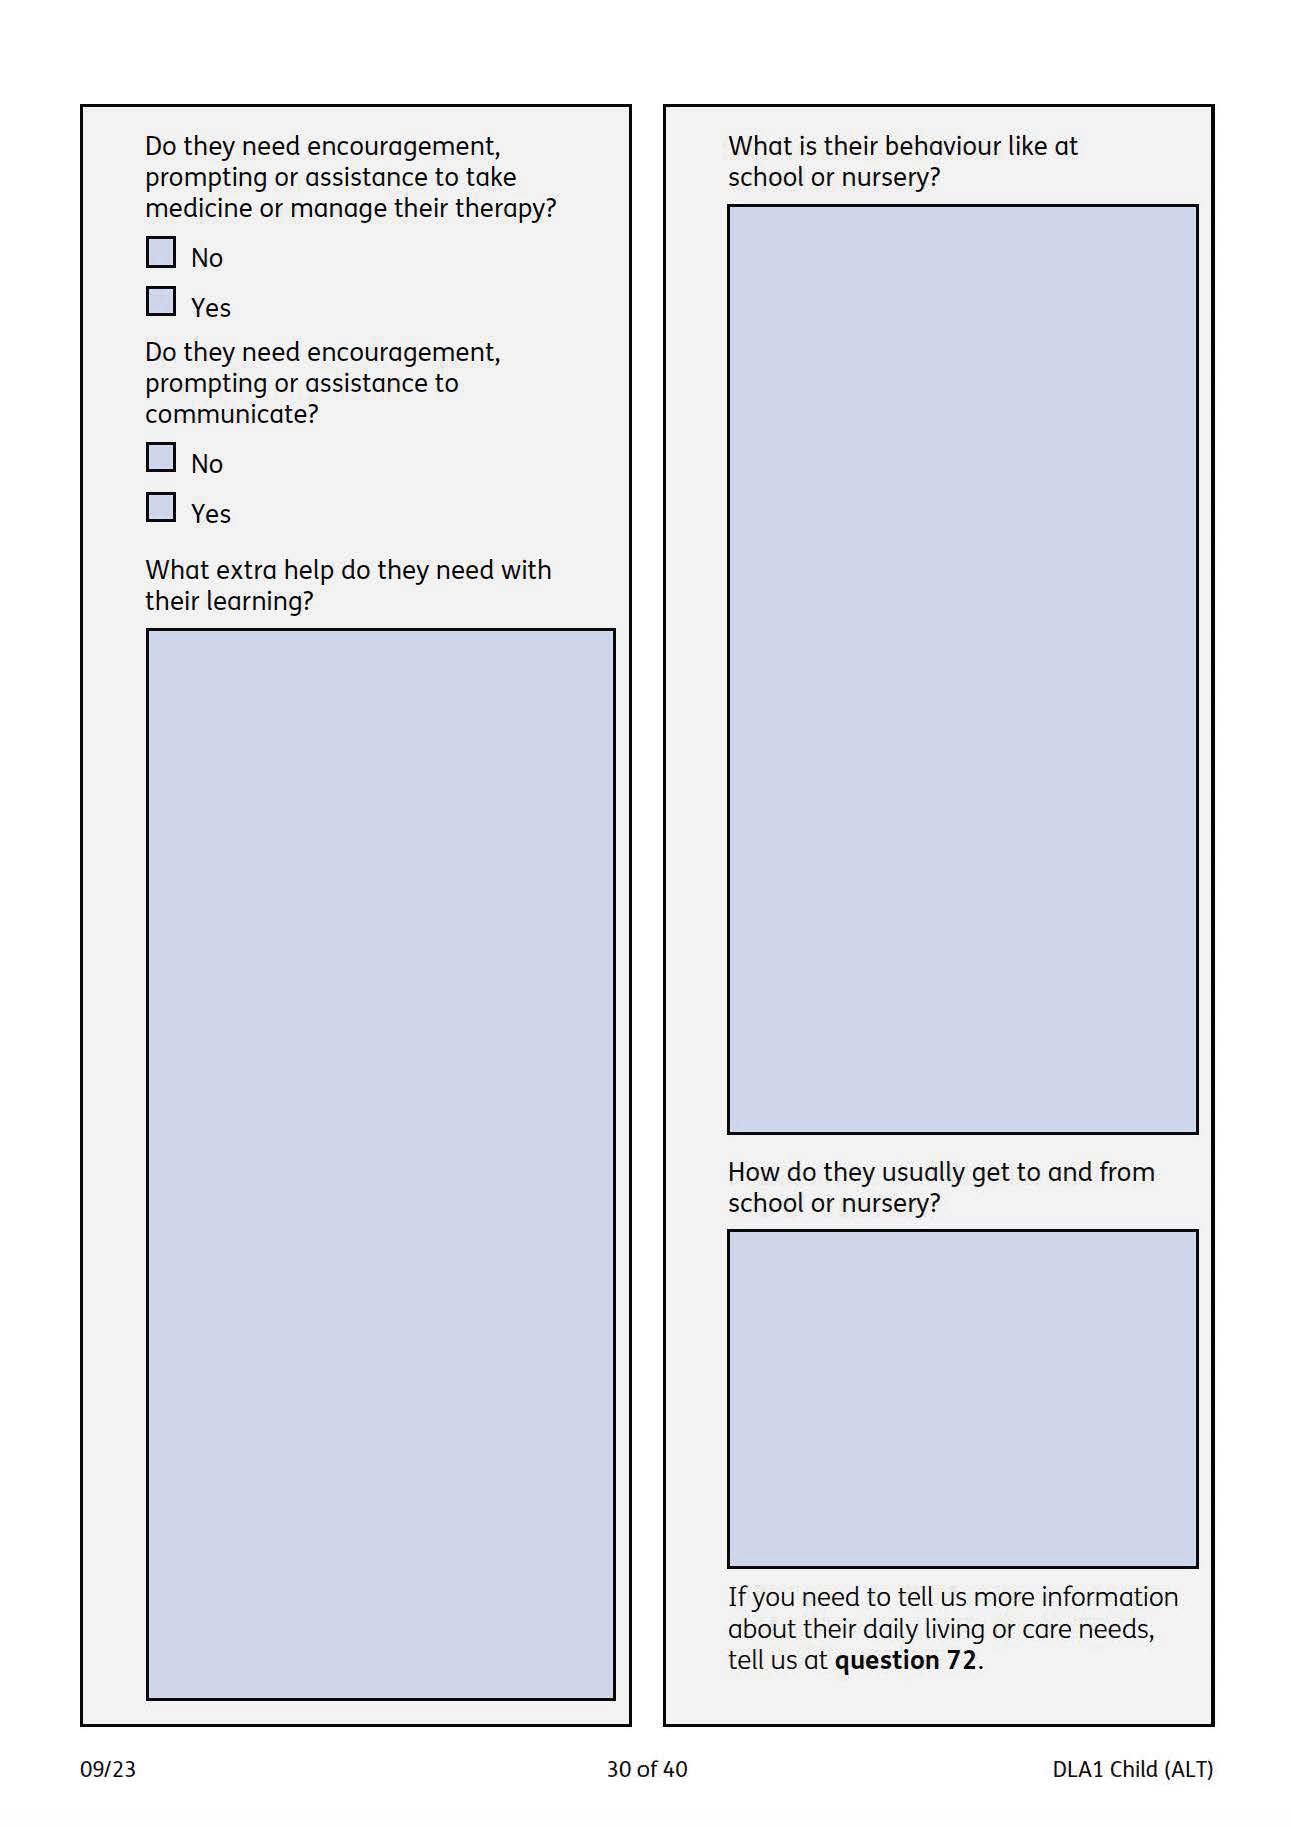 Do they need encouragement,
prompting or assistance to take
medicine or manage their therapy?
No
Yes
Do they need encouragement,
prompting or assistance to
communicate?
No
Yes
What extra help do they need with
their learning?
What is their behaviour like at
school or nursery?
How do they usually get to and from
school or nursery?
If you need to tell us more information
about their daily living or care needs,
tell us at question 72.
09/23
30 of 40
DLA1 Child (ALT)